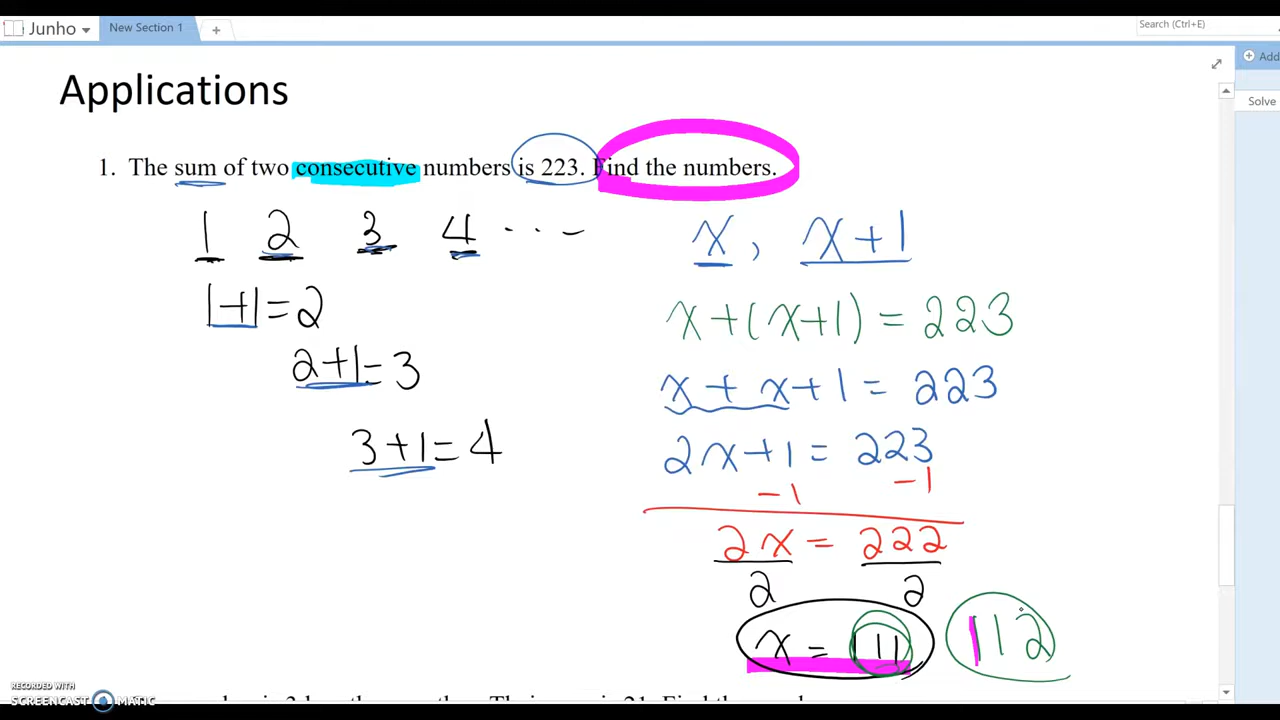 Junho
New Section 1
Search (Ctrl+E)
Add
Solve
Applications
1. The sum of two consecutive numbers is 223. Find the numbers.
1 2 3 4 ...
x, x+1
1+1=2
x+(x+1) = 223
2+1=3
x + x+1 = 223
3+1=4
2x+1 = 223
-1 -1
2x = 222
2 2
x = 111 112
RECORDED WITH
SCREENCAST MATIC